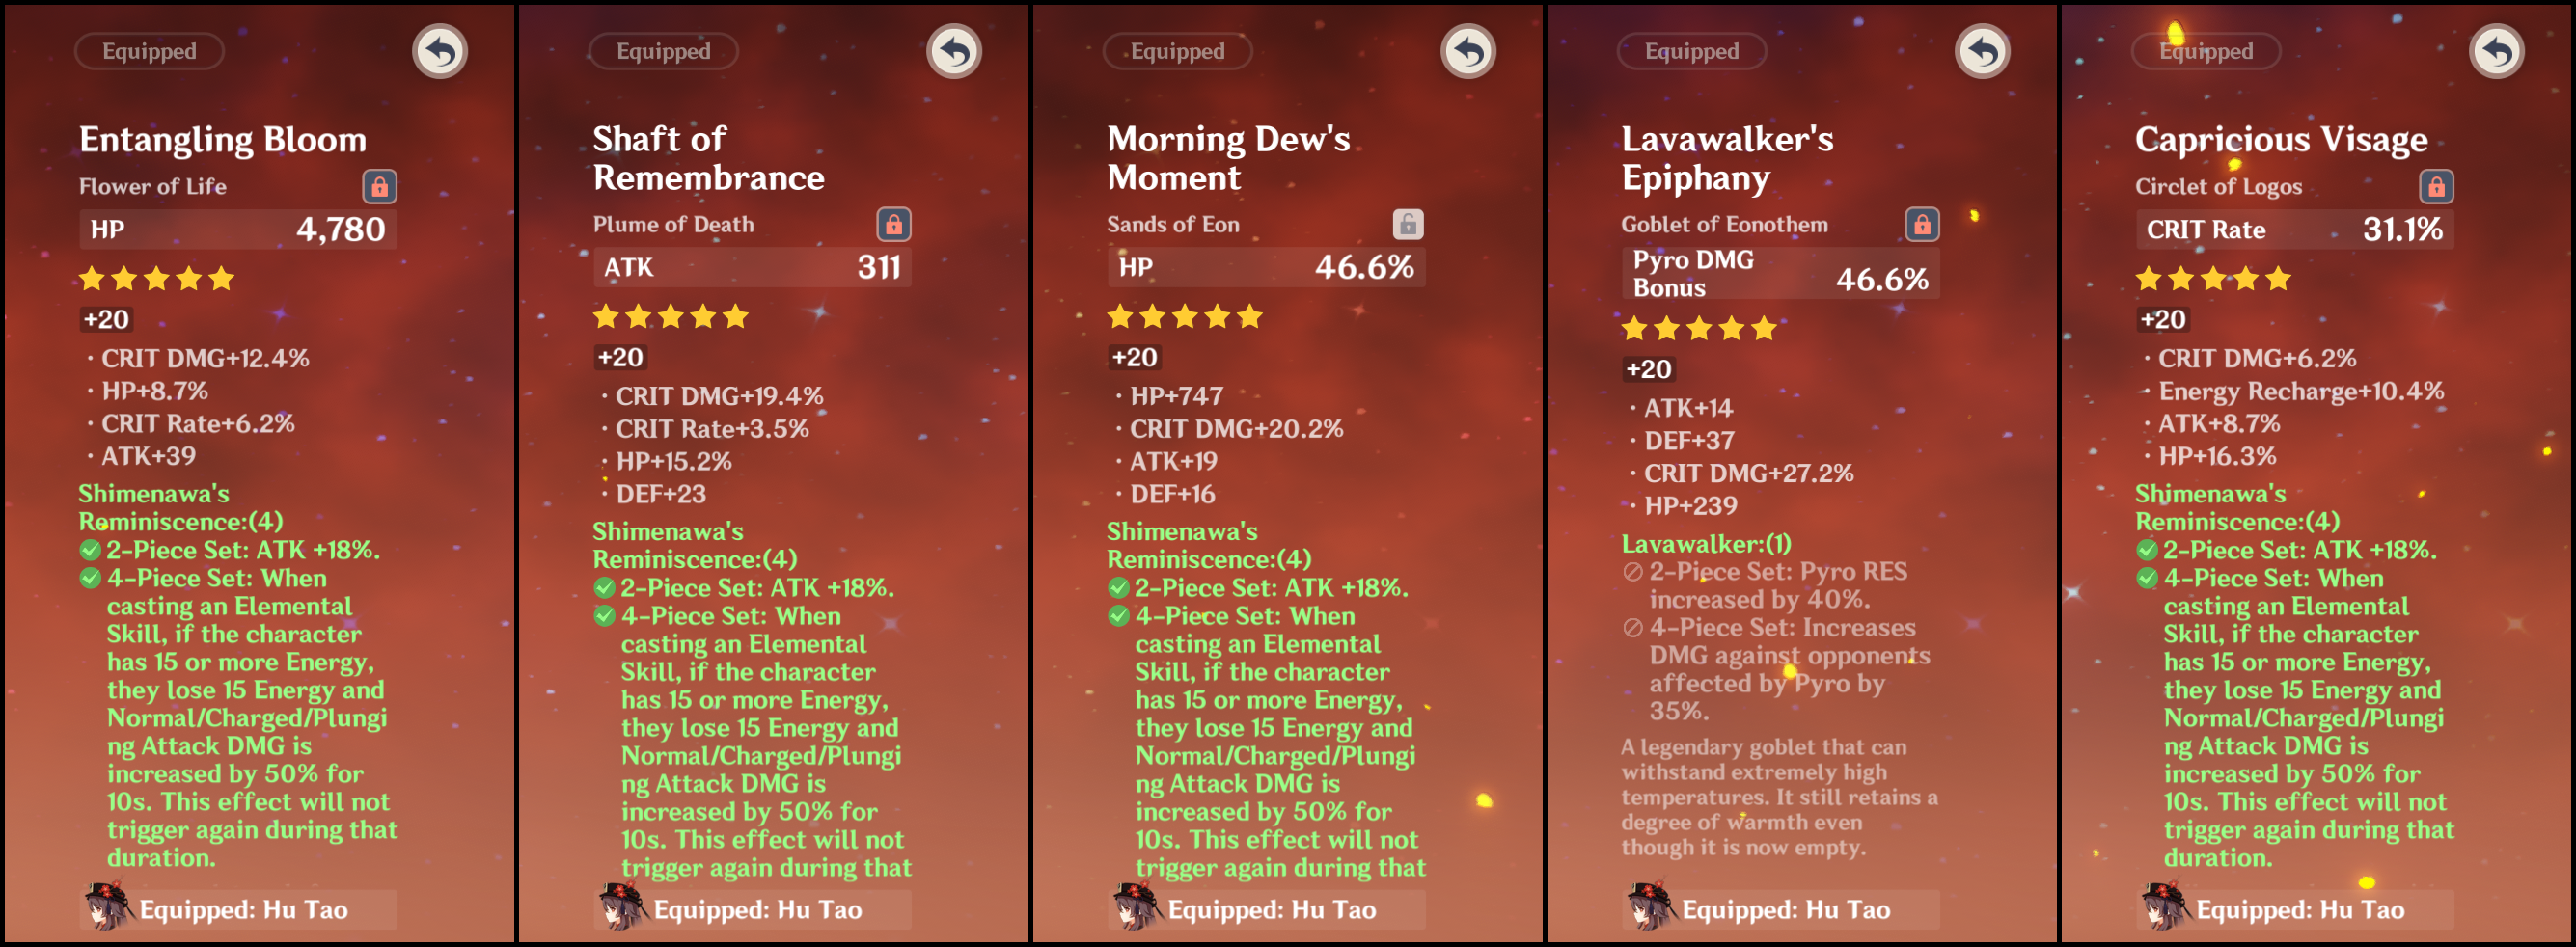 Equipped
Entangling Bloom
Flower of Life
HP 4,780
+20
· CRIT DMG+12.4%
· HP+8.7%
· CRIT Rate+6.2%
· ATK+39
Shimenawa's
Reminiscence:(4)
2-Piece Set: ATK +18%.
4-Piece Set: When
casting an Elemental
Skill, if the character
has 15 or more Energy,
they lose 15 Energy and
Normal/Charged/Plungi
ng Attack DMG is
increased by 50% for
10s. This effect will not
trigger again during that
duration.
Equipped: Hu Tao
Equipped
Shaft of
Remembrance
Plume of Death
ATK 311
+20
· CRIT DMG+19.4%
· CRIT Rate+3.5%
· HP+15.2%
· DEF+23
Shimenawa's
Reminiscence:(4)
2-Piece Set: ATK +18%.
4-Piece Set: When
casting an Elemental
Skill, if the character
has 15 or more Energy,
they lose 15 Energy and
Normal/Charged/Plungi
ng Attack DMG is
increased by 50% for
10s. This effect will not
trigger again during that
Equipped: Hu Tao
Equipped
Morning Dew's
Moment
Sands of Eon
HP 46.6%
+20
· HP+747
· CRIT DMG+20.2%
· ATK+19
· DEF+16
Shimenawa's
Reminiscence:(4)
2-Piece Set: ATK +18%.
4-Piece Set: When
casting an Elemental
Skill, if the character
has 15 or more Energy,
they lose 15 Energy and
Normal/Charged/Plungi
ng Attack DMG is
increased by 50% for
10s. This effect will not
trigger again during that
Equipped: Hu Tao
Equipped
Lavawalker's
Epiphany
Goblet of Eonothem
Pyro DMG
Bonus 46.6%
+20
· ATK+14
· DEF+37
· CRIT DMG+27.2%
· HP+239
Lavawalker:(1)
2-Piece Set: Pyro RES
increased by 40%.
4-Piece Set: Increases
DMG against opponents
affected by Pyro by
35%.
A legendary goblet that can
withstand extremely high
temperatures. It still retains a
degree of warmth even
though it is now empty.
Equipped: Hu Tao
Equipped
Capricious Visage
Circlet of Logos
CRIT Rate 31.1%
+20
· CRIT DMG+6.2%
· Energy Recharge+10.4%
· ATK+8.7%
· HP+16.3%
Shimenawa's
Reminiscence:(4)
2-Piece Set: ATK +18%.
4-Piece Set: When
casting an Elemental
Skill, if the character
has 15 or more Energy,
they lose 15 Energy and
Normal/Charged/Plungi
ng Attack DMG is
increased by 50% for
10s. This effect will not
trigger again during that
duration.
Equipped: Hu Tao